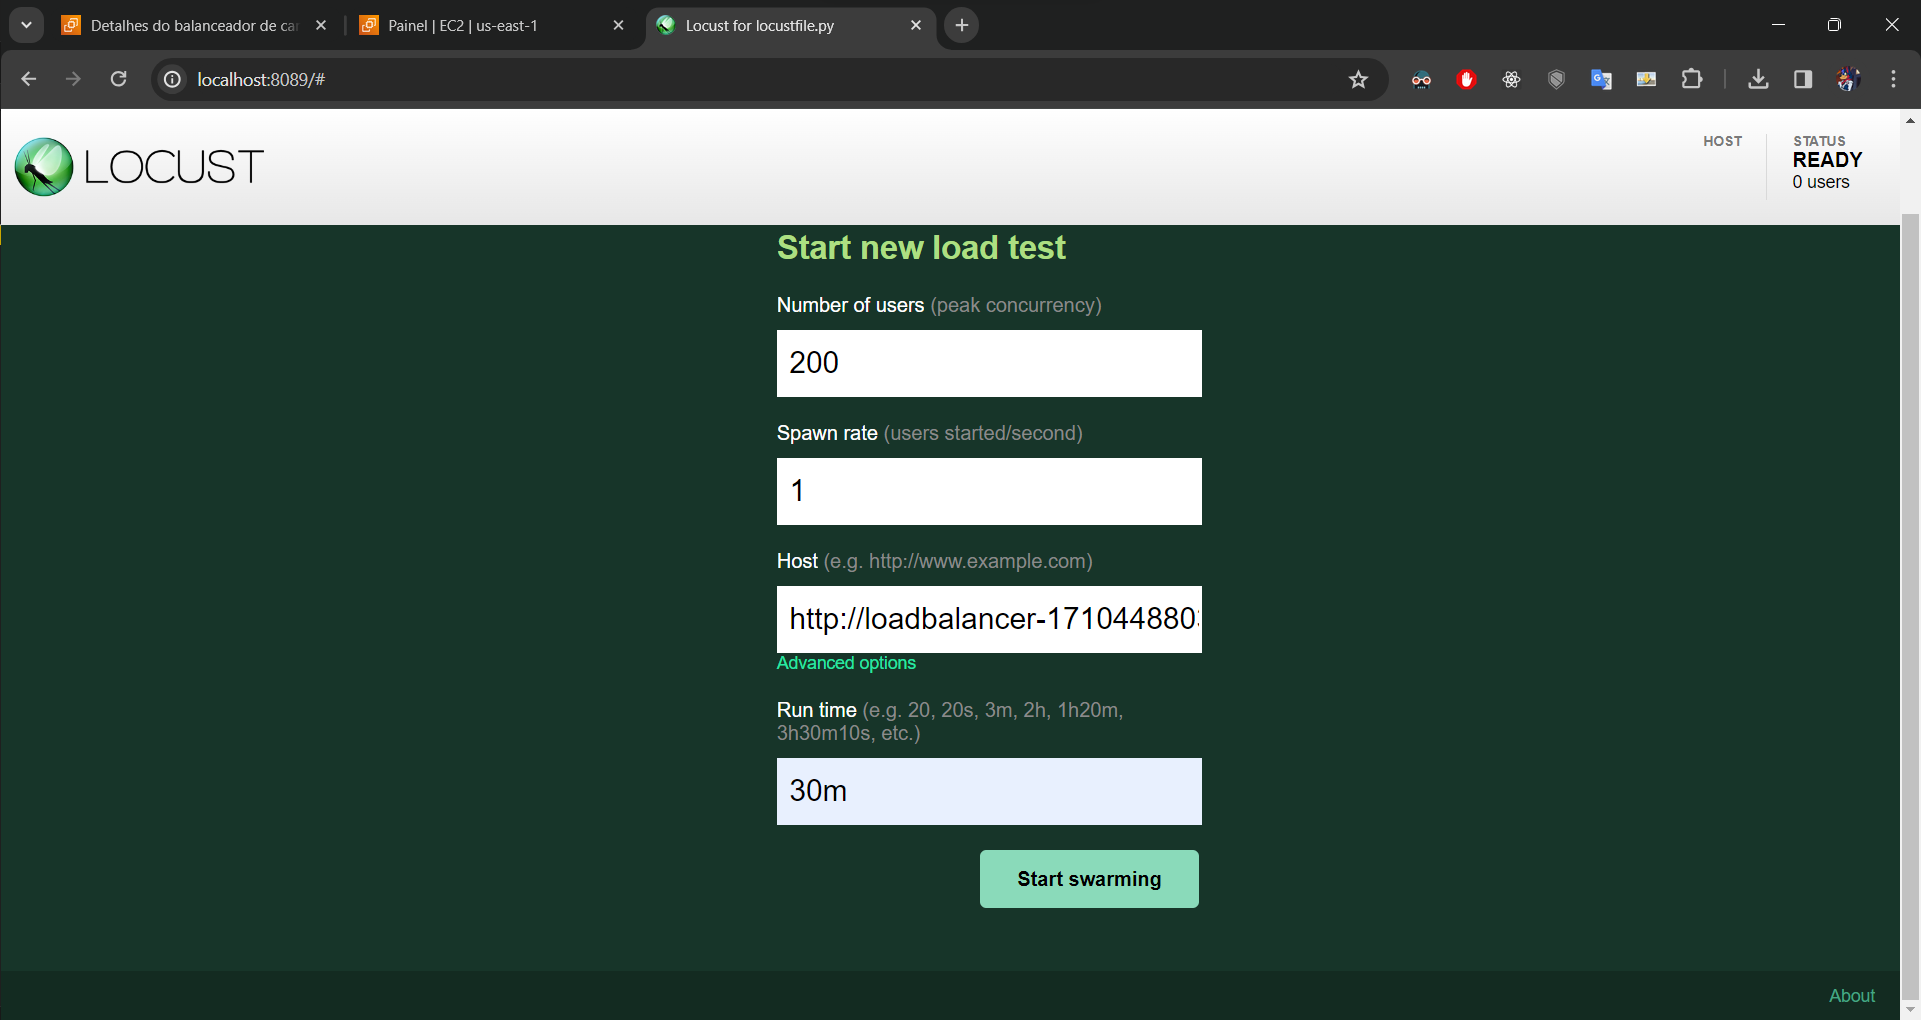 Detalhes do balanceador de car
Painel | EC2 | us-east-1
Locust for locustfile.py
localhost:8089/#
LOCUST
HOST
STATUS
READY
0 users
Start new load test
Number of users (peak concurrency)
200
Spawn rate (users started/second)
1
Host (e.g. http://www.example.com)
http://loadbalancer-1710448803
Advanced options
Run time (e.g. 20, 20s, 3m, 2h, 1h20m,
3h30m10s, etc.)
30m
Start swarming
About